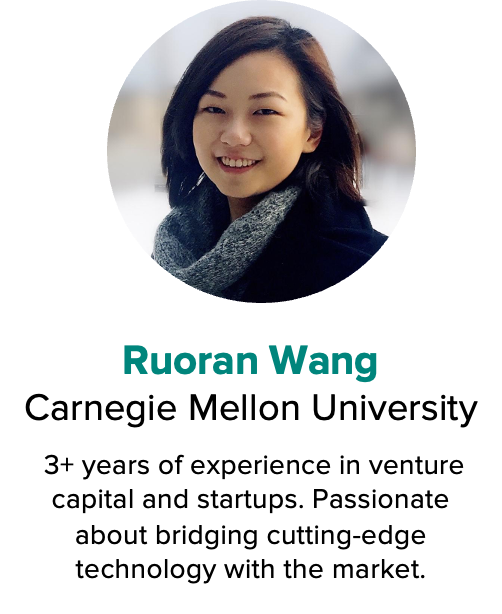 Ruoran Wang
Carnegie Mellon University
3+ years of experience in venture
capital and startups. Passionate
about bridging cutting-edge
technology with the market.